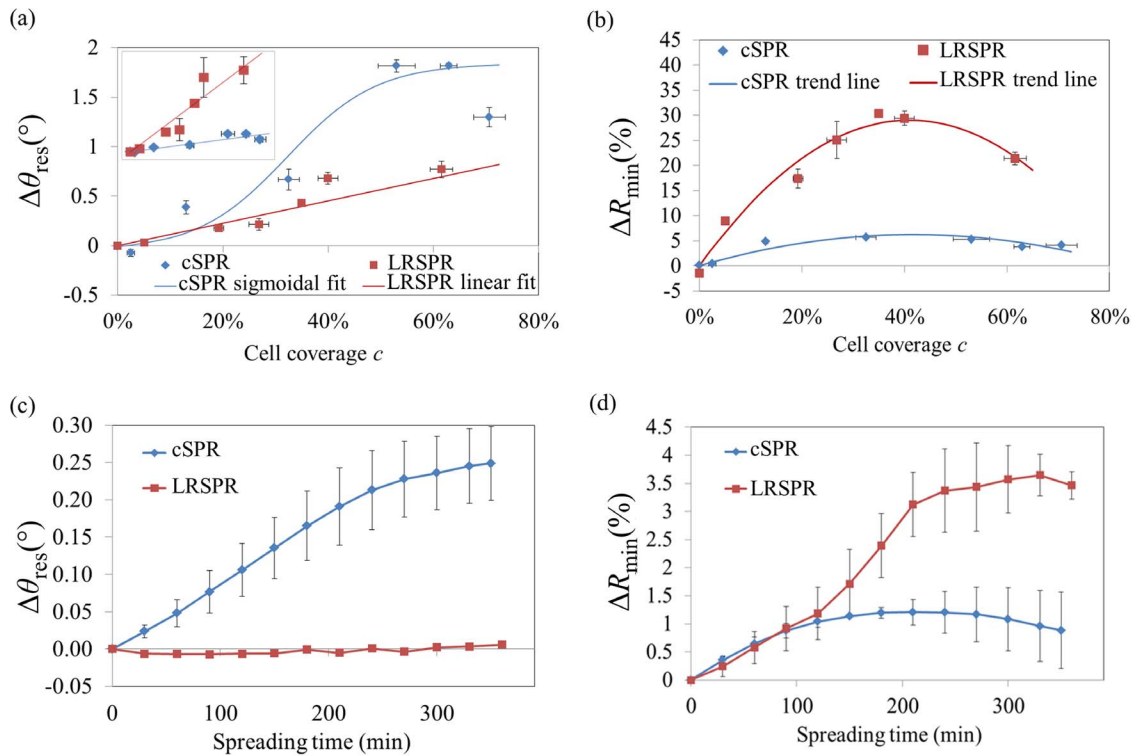 (a)
Δθres(°)
2
1.5
1
0.5
0
-0.5
cSPR
LRSPR
cSPR sigmoidal fit
LRSPR linear fit
0% 20% 40% 60% 80%
Cell coverage c
(b)
ΔRmin(%)
45
40
35
30
25
20
15
10
5
0
-5
cSPR
LRSPR
cSPR trend line
LRSPR trend line
0% 20% 40% 60% 80%
Cell coverage c
(c)
Δθres(°)
0.30
0.25
0.20
0.15
0.10
0.05
0.00
-0.05
cSPR
LRSPR
0 100 200 300
Spreading time (min)
(d)
ΔRmin(%)
4.5
4
3.5
3
2.5
2
1.5
1
0.5
0
cSPR
LRSPR
0 100 200 300
Spreading time (min)